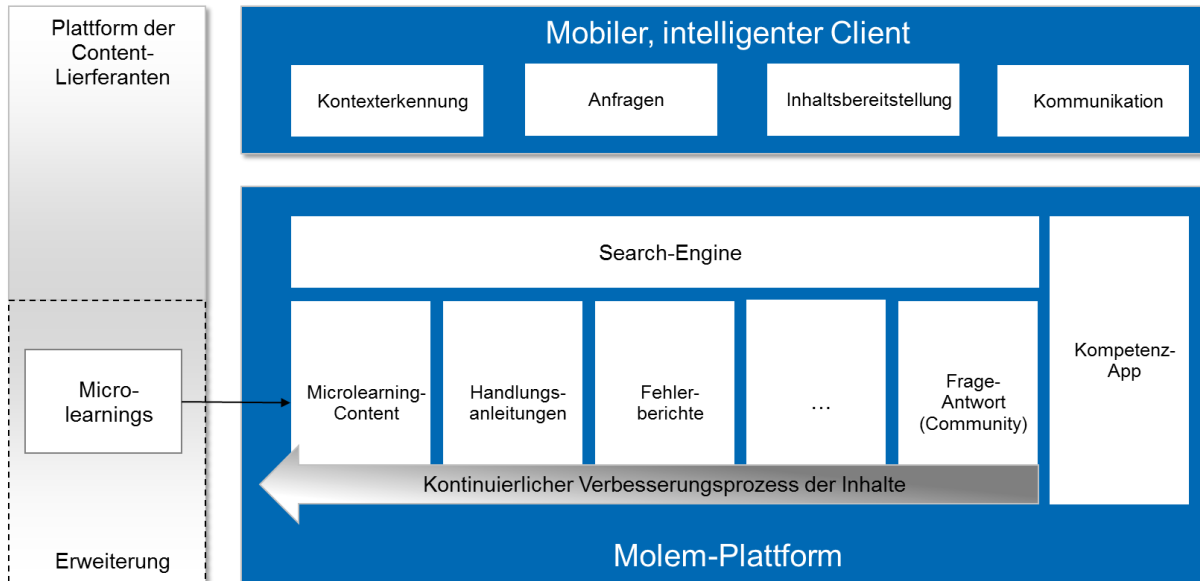 Plattform der
Content-
Lierferanten
Micro-
learnings
Erweiterung
Mobiler, intelligenter Client
Kontexterkennung
Anfragen
Inhaltsbereitstellung
Kommunikation
Search-Engine
Microlearning-
Content
Handlungs-
anleitungen
Fehler-
berichte
...
Frage-
Antwort
(Community)
Kompetenz-
App
Kontinuierlicher Verbesserungsprozess der Inhalte
Molem-Plattform